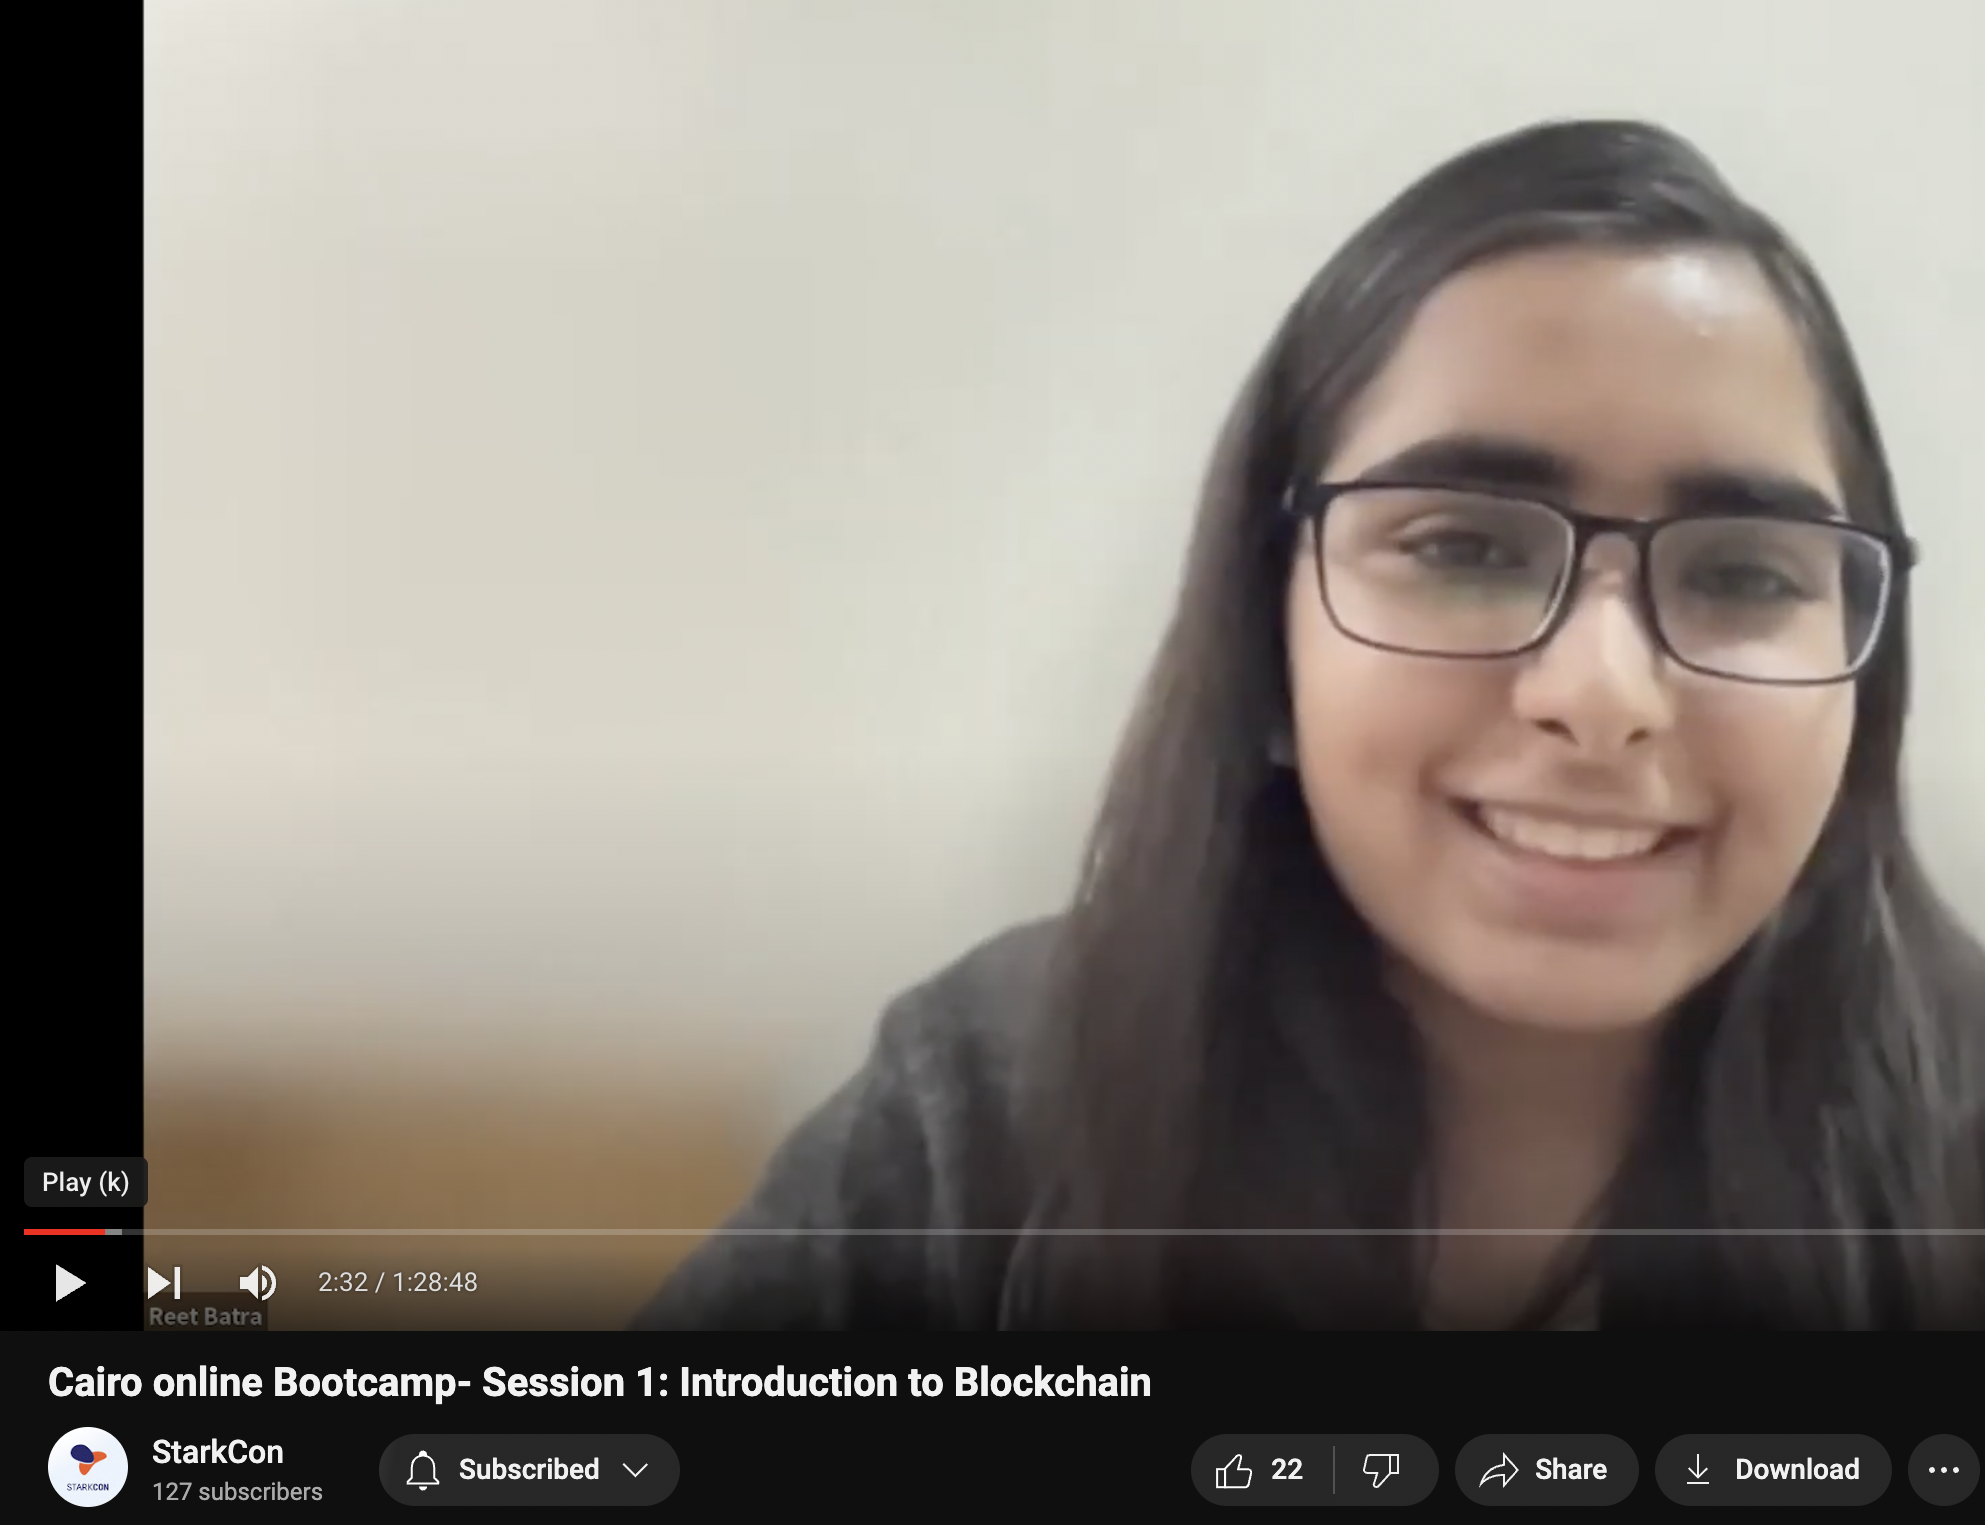 Play (k)
2:32 / 1:28:48
Reet Batra
Cairo online Bootcamp- Session 1: Introduction to Blockchain
StarkCon
127 subscribers
STARKCON
Subscribed
22
Share
Download